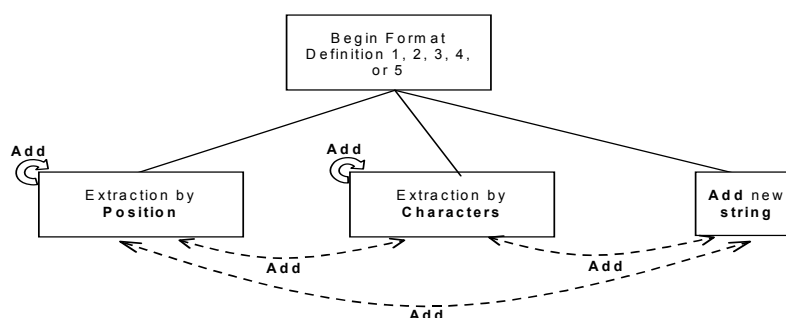 Begin Format
Definition 1, 2, 3, 4,
or 5
Add
Add
Extraction by
Position
Extraction by
Characters
Add new
string
Add
Add
Add